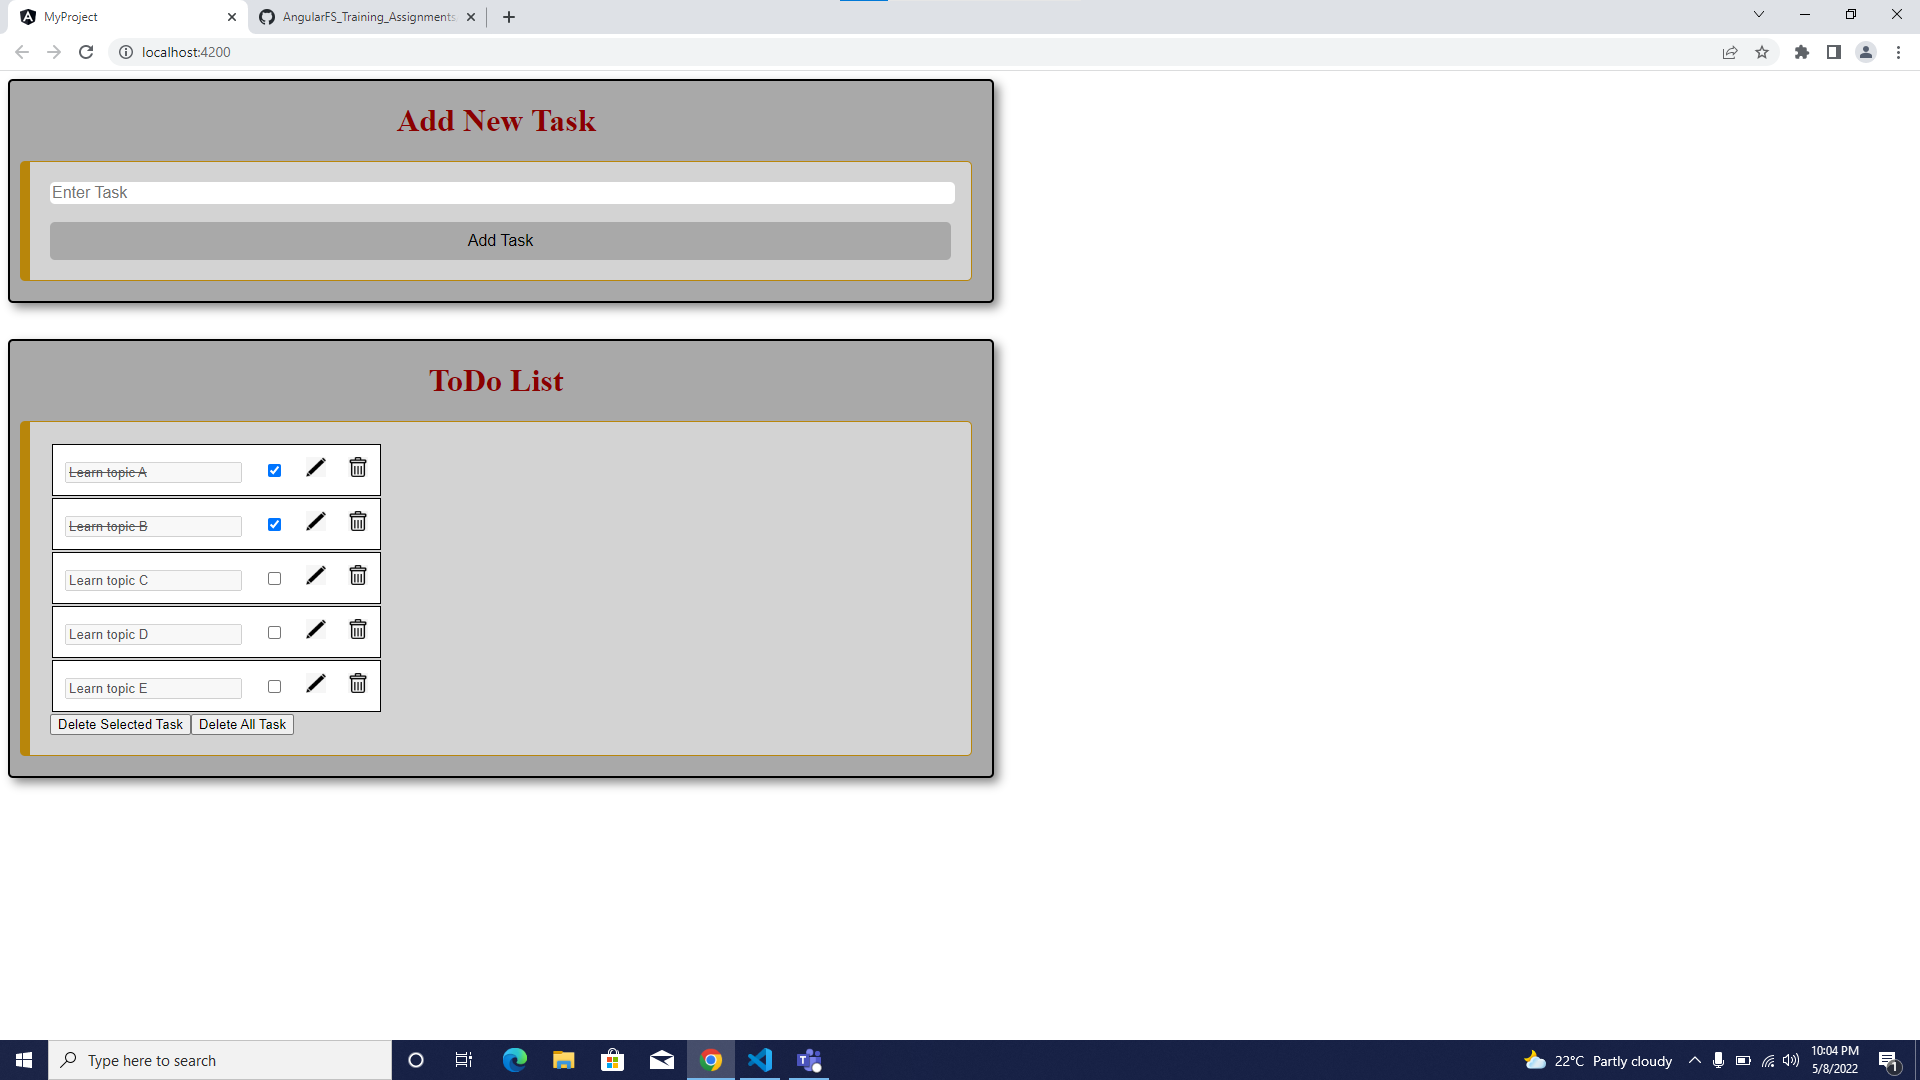 MyProject
AngularFS_Training_Assignments
localhost:4200
Add New Task
Enter Task
Add Task
ToDo List
Learn topic A
Learn topic B
Learn topic C
Learn topic D
Learn topic E
Delete Selected Task Delete All Task
Type here to search
22°C Partly cloudy
10:04 PM
5/8/2022
1